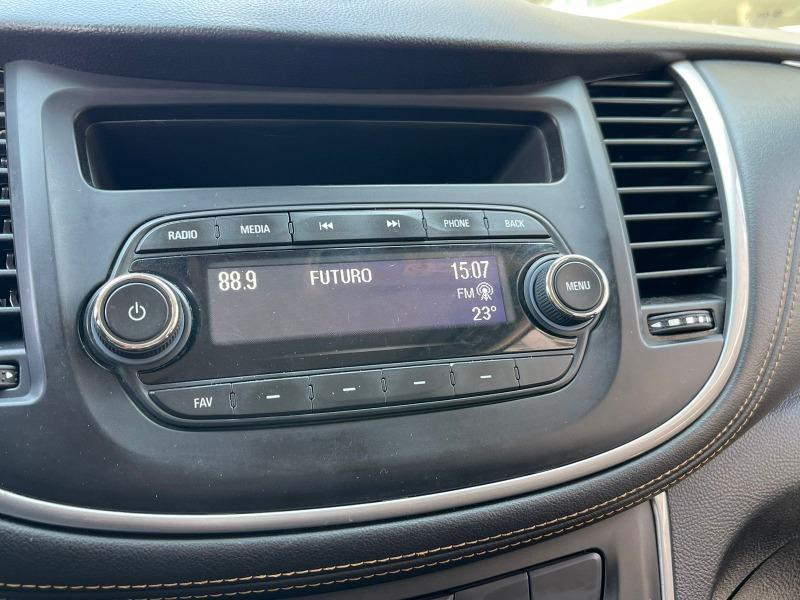 RADIO MEDIA PHONE BACK
88.9 FUTURO 15:07
FM
23°
MENU
FAV